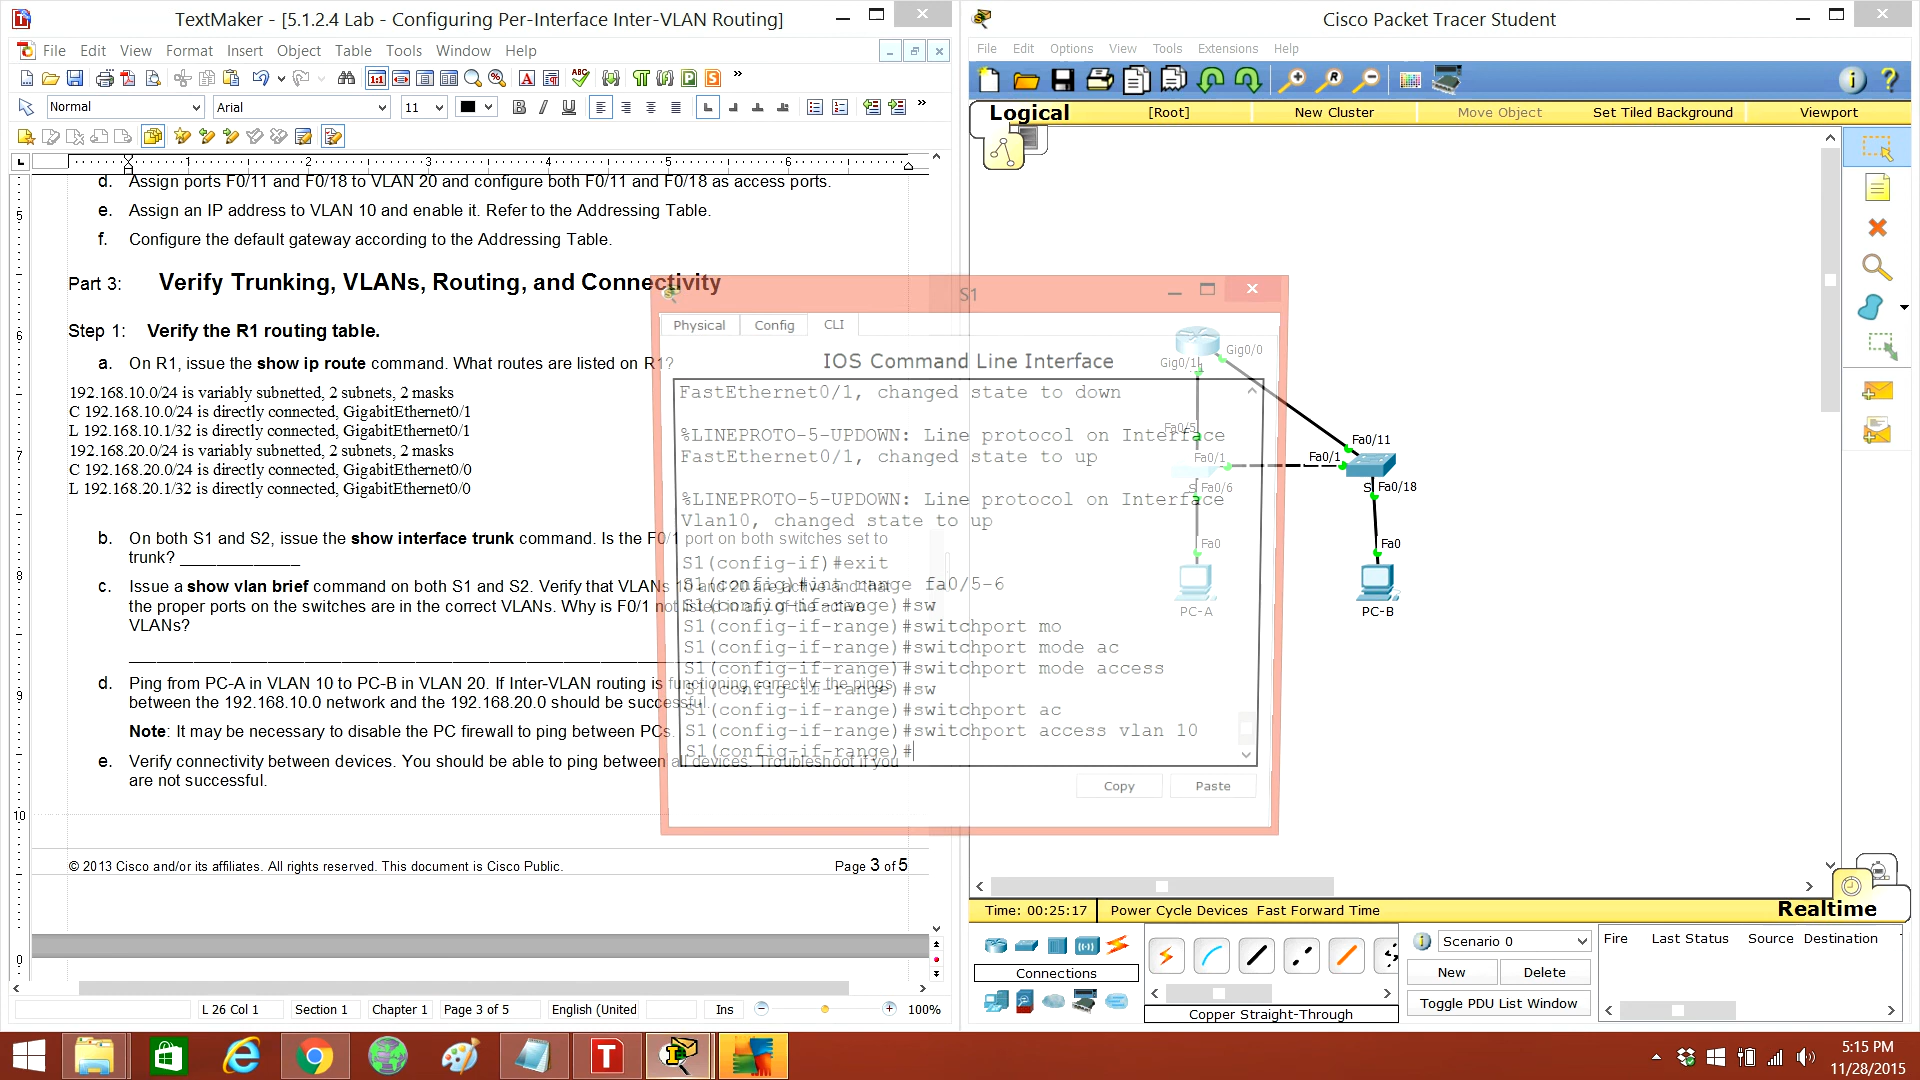 TextMaker - [5.1.2.4 Lab - Configuring Per-Interface Inter-VLAN Routing]
File Edit View Format Insert Object Table Tools Window Help
Normal Arial 11
d. Assign ports F0/11 and F0/18 to VLAN 20 and configure both F0/11 and F0/18 as access ports.
e. Assign an IP address to VLAN 10 and enable it. Refer to the Addressing Table.
f. Configure the default gateway according to the Addressing Table.
Part 3: Verify Trunking, VLANs, Routing, and Connectivity
Step 1: Verify the R1 routing table.
a. On R1, issue the show ip route command. What routes are listed on R1?
192.168.10.0/24 is variably subnetted, 2 subnets, 2 masks
C 192.168.10.0/24 is directly connected, GigabitEthernet0/1
L 192.168.10.1/32 is directly connected, GigabitEthernet0/1
192.168.20.0/24 is variably subnetted, 2 subnets, 2 masks
C 192.168.20.0/24 is directly connected, GigabitEthernet0/0
L 192.168.20.1/32 is directly connected, GigabitEthernet0/0
b. On both S1 and S2, issue the show interface trunk command. Is the F0/1 port on both switches set to
trunk? ____________
c. Issue a show vlan brief command on both S1 and S2. Verify that VLANs 10 and 20 are active and that
the proper ports on the switches are in the correct VLANs. Why is F0/1 not listed in any of the active
VLANs?
d. Ping from PC-A in VLAN 10 to PC-B in VLAN 20. If Inter-VLAN routing is functioning correctly, the pings
between the 192.168.10.0 network and the 192.168.20.0 should be successful.
Note: It may be necessary to disable the PC firewall to ping between PCs.
e. Verify connectivity between devices. You should be able to ping between all devices. Troubleshoot if you
are not successful.
© 2013 Cisco and/or its affiliates. All rights reserved. This document is Cisco Public. Page 3 of 5
L 26 Col 1 Section 1 Chapter 1 Page 3 of 5 English (United Ins 100%
S1
Physical Config CLI
IOS Command Line Interface
FastEthernet0/1, changed state to down
%LINEPROTO-5-UPDOWN: Line protocol on Interface
FastEthernet0/1, changed state to up
%LINEPROTO-5-UPDOWN: Line protocol on Interface
Vlan10, changed state to up
S1(config-if)#exit
S1(config)#int range fa0/5-6
S1(config-if-range)#sw
S1(config-if-range)#switchport mo
S1(config-if-range)#switchport mode ac
S1(config-if-range)#switchport mode access
S1(config-if-range)#sw
S1(config-if-range)#switchport ac
S1(config-if-range)#switchport access vlan 10
S1(config-if-range)#
Copy Paste
Cisco Packet Tracer Student
File Edit Options View Tools Extensions Help
Logical [Root] New Cluster Move Object Set Tiled Background Viewport
Gig0/0
Gig0/1
Fa0/5
Fa0/11
Fa0/1
Fa0/1
S Fa0/6
S Fa0/18
Fa0
Fa0
PC-A
PC-B
Time: 00:25:17 Power Cycle Devices Fast Forward Time
Realtime
Connections
Copper Straight-Through
Scenario 0
New Delete
Toggle PDU List Window
Fire Last Status Source Destination
5:15 PM
11/28/2015